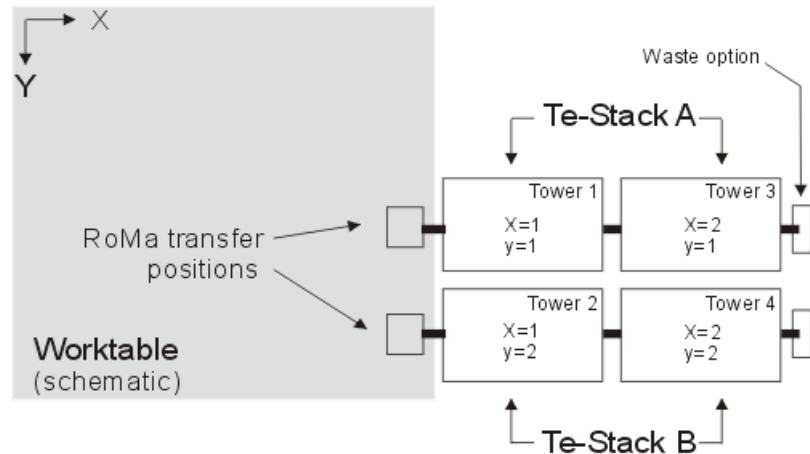 X
Y
Waste option
Te-Stack A
Tower 1
X=1
y=1
Tower 3
X=2
y=1
RoMa transfer
positions
Tower 2
X=1
y=2
Tower 4
X=2
y=2
Worktable
(schematic)
Te-Stack B